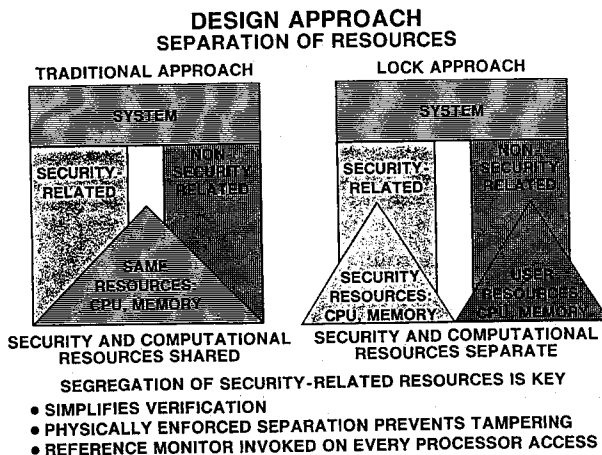 DESIGN APPROACH
SEPARATION OF RESOURCES
TRADITIONAL APPROACH
SYSTEM
SECURITY-
RELATED
NON-
SECURITY
RELATED
SAME
RESOURCES:
CPU, MEMORY
SECURITY AND COMPUTATIONAL
RESOURCES SHARED
LOCK APPROACH
SYSTEM
SECURITY-
RELATED
NON-
SECURITY
RELATED
SECURITY
RESOURCES:
CPU, MEMORY
USER
RESOURCES:
CPU, MEMORY
SECURITY AND COMPUTATIONAL
RESOURCES SEPARATE
SEGREGATION OF SECURITY-RELATED RESOURCES IS KEY
• SIMPLIFIES VERIFICATION
• PHYSICALLY ENFORCED SEPARATION PREVENTS TAMPERING
• REFERENCE MONITOR INVOKED ON EVERY PROCESSOR ACCESS